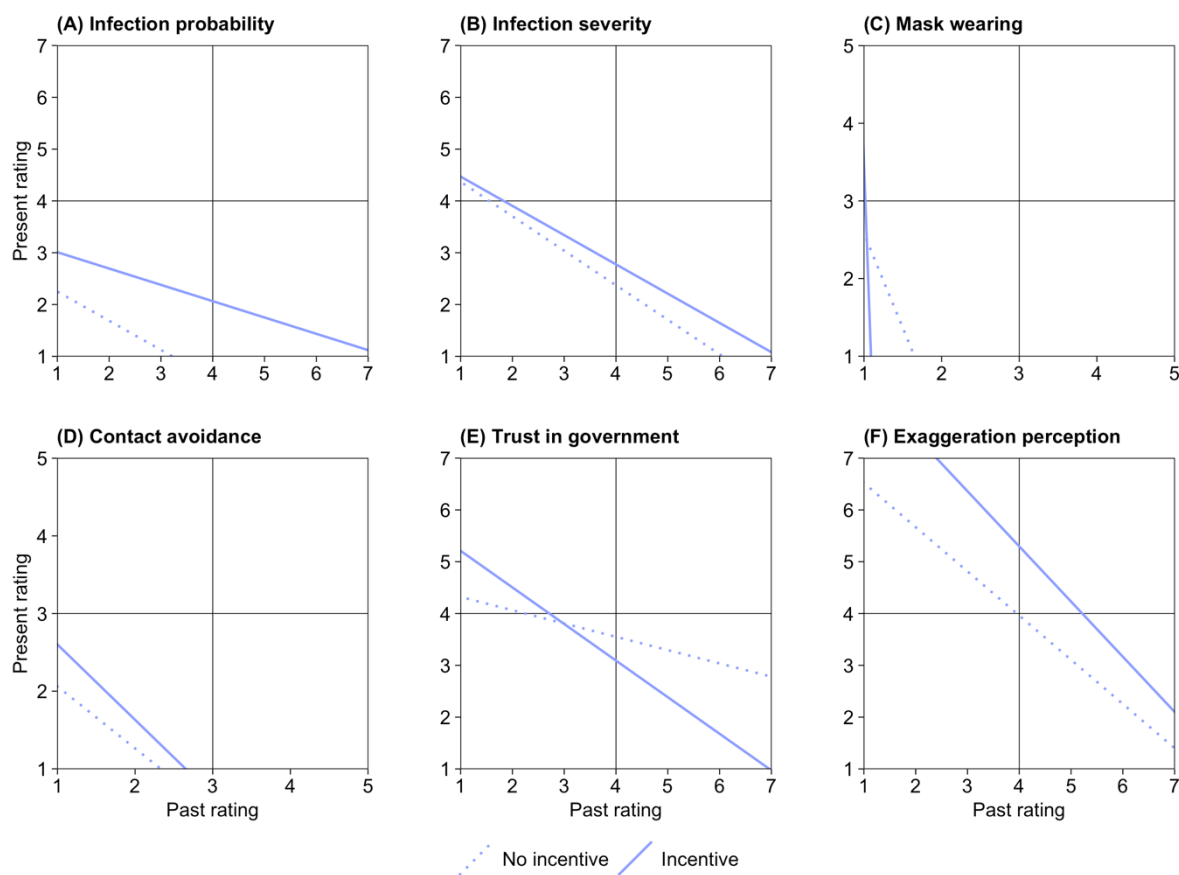 (A) Infection probability
(B) Infection severity
(C) Mask wearing
Present rating
7
6
5
4
3
2
1
1 2 3 4 5 6 7
7
6
5
4
3
2
1
1 2 3 4 5 6 7
5
4
3
2
1
1 2 3 4 5
(D) Contact avoidance
(E) Trust in government
(F) Exaggeration perception
Present rating
5
4
3
2
1
1 2 3 4 5
Past rating
7
6
5
4
3
2
1
1 2 3 4 5 6 7
Past rating
7
6
5
4
3
2
1
1 2 3 4 5 6 7
Past rating
No incentive
Incentive